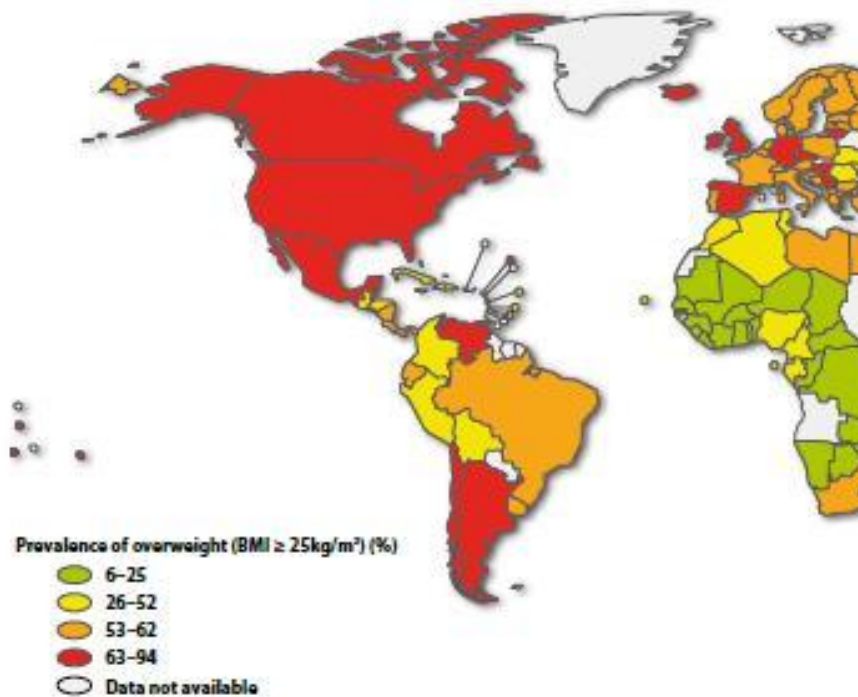 Prevalence of overweight (BMI ≥ 25kg/m²) (%)
6–25
26–52
53–62
63–94
Data not available